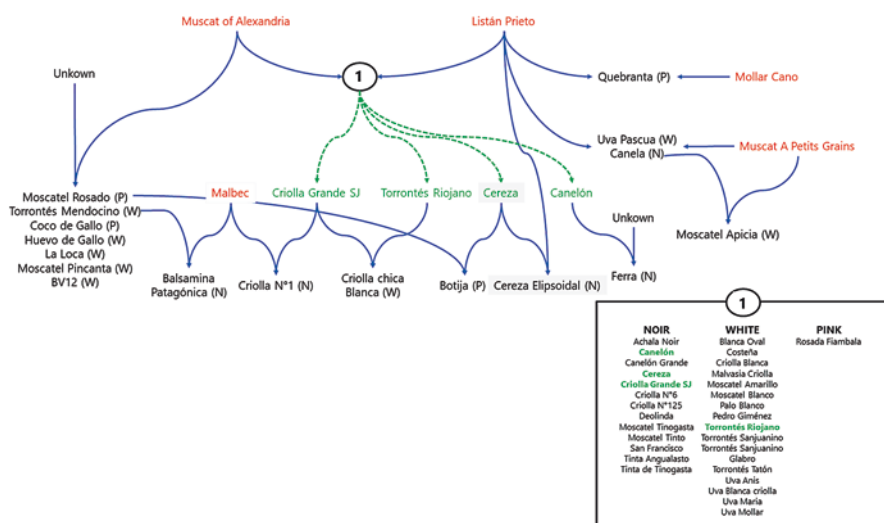 Muscat of Alexandria
Listán Prieto
1
Unkown
Quebranta (P)
Mollar Cano
Uva Pascua (W)
Canela (N)
Muscat A Petits Grains
Moscatel Rosado (P)
Torrontés Mendocino (W)
Coco de Gallo (P)
Huevo de Gallo (W)
La Loca (W)
Moscatel Pincanta (W)
BV12 (W)
Malbec
Criolla Grande SJ
Torrontés Riojano
Cereza
Canelón
Unkown
Moscatel Apicia (W)
Balsamina
Patagónica (N)
Criolla N°1 (N)
Criolla chica
Blanca (W)
Botija (P)
Cereza Elipsoidal (N)
Ferra (N)
1
NOIR
Achala Noir
Canelón
Canelón Grande
Cereza
Criolla Grande SJ
Criolla N°6
Criolla N°125
Deolinda
Moscatel Tinogasta
Moscatel Tinto
San Francisco
Tinta Angualasto
Tinta de Tinogasta
WHITE
Blanca Oval
Costeña
Criolla Blanca
Malvasia Criolla
Moscatel Amarillo
Moscatel Blanco
Palo Blanco
Pedro Giménez
Torrontés Riojano
Torrontés Sanjuanino
Torrontés Sanjuanino
Glabro
Torrontés Tatón
Uva Anis
Uva Blanca criolla
Uva Maria
Uva Mollar
PINK
Rosada Fiambala